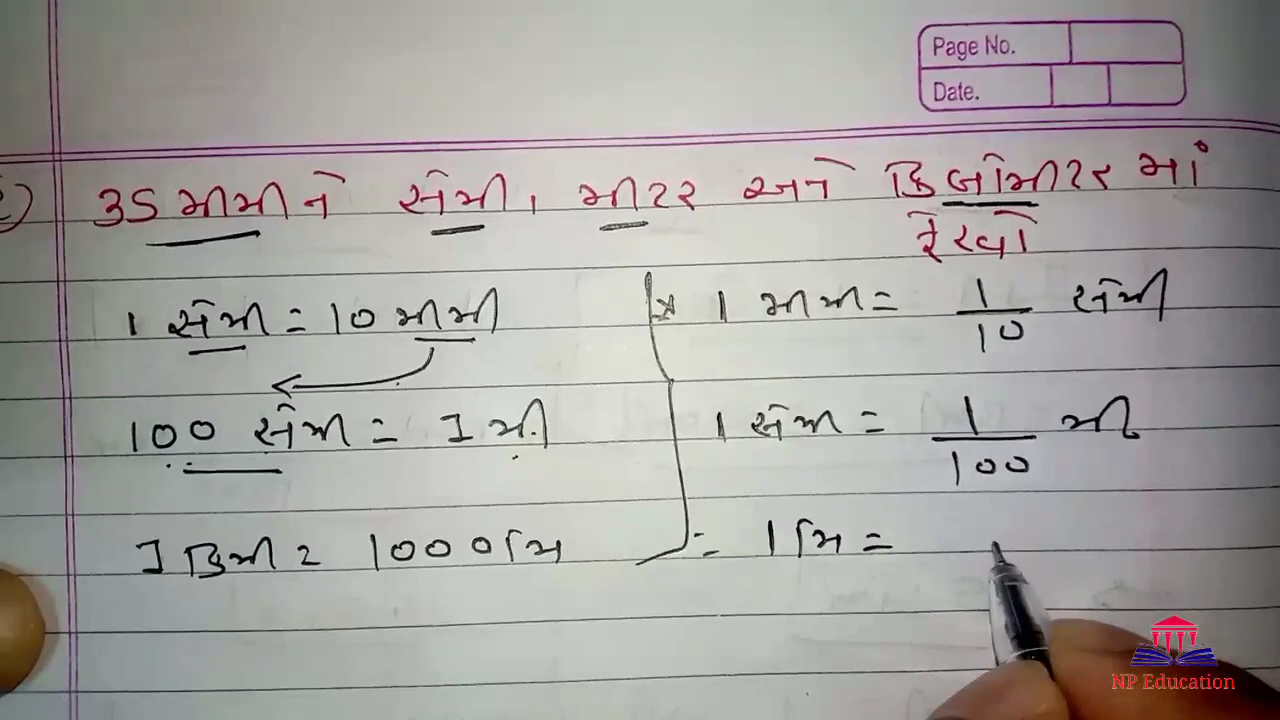 Page No.
Date.
35 મામીને સેમી, મીટર અને કિલોમીટર માં
ફેરવો
1 સેમી = 10 મામી
* 1 મામી = 1/10 સેમી
100 સેમી = 1 મી.
1 સેમી = 1/100 મી
1 કિમી = 1000 મિ
= 1 મિ =
NP Education